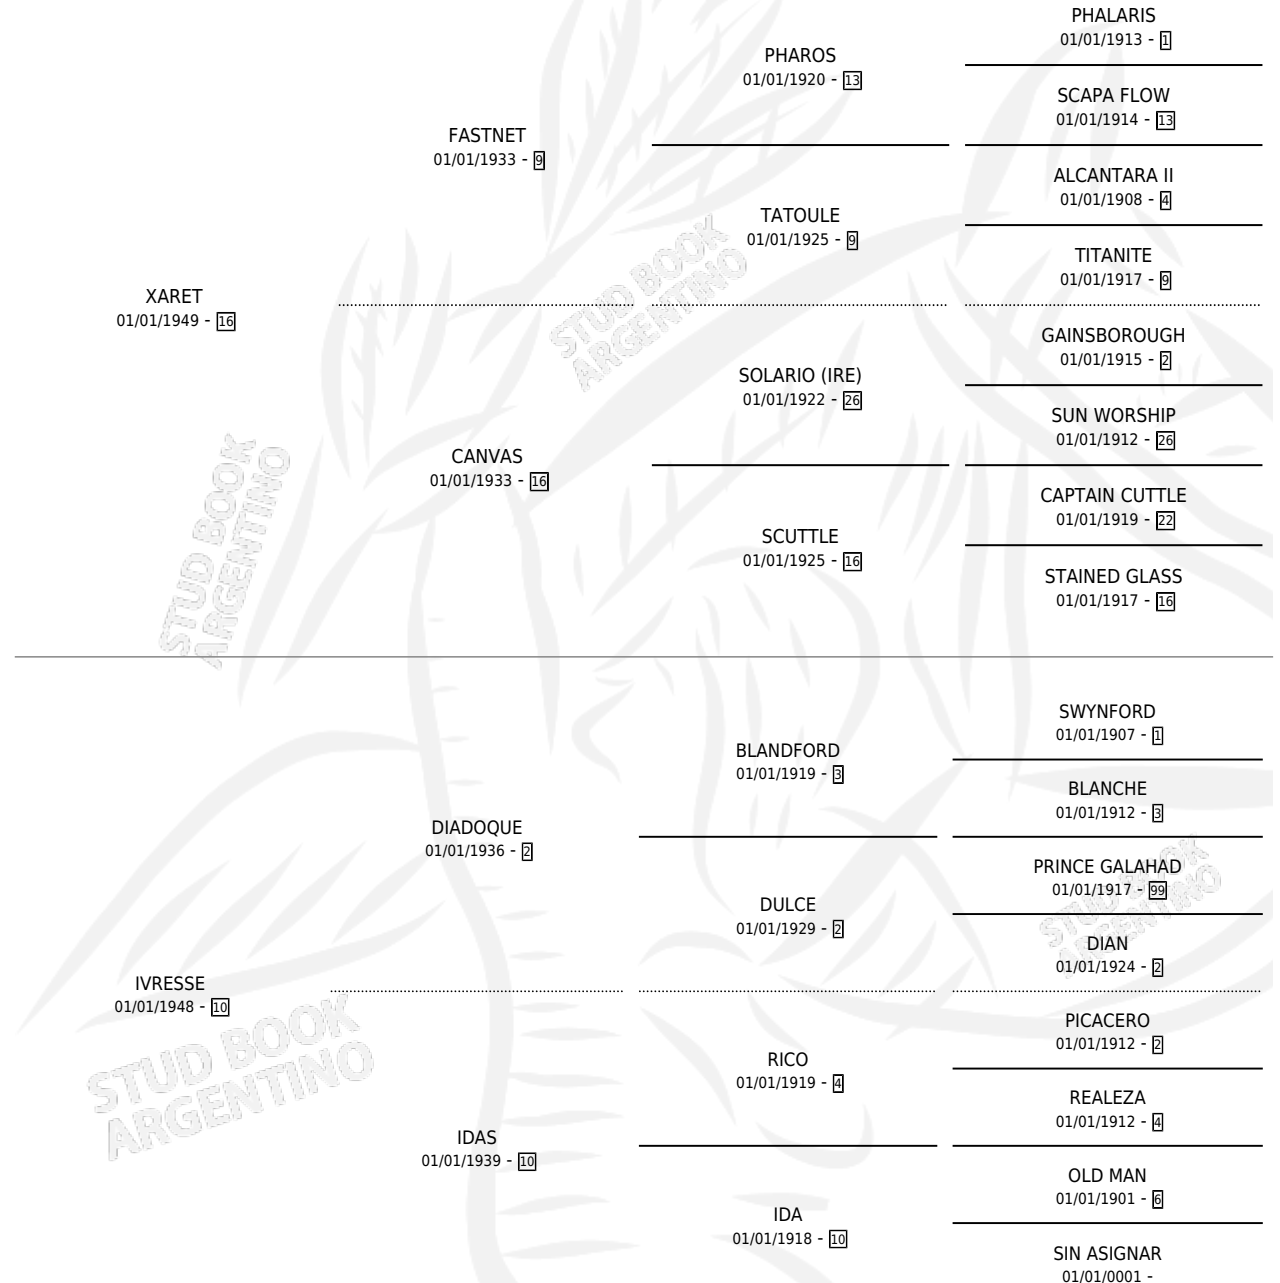 PHALARIS
01/01/1913 - 1
PHAROS
01/01/1920 - 13
SCAPA FLOW
01/01/1914 - 13
FASTNET
01/01/1933 - 9
ALCANTARA II
01/01/1908 - 4
TATOULE
01/01/1925 - 9
TITANITE
01/01/1917 - 9
XARET
01/01/1949 - 16
GAINSBOROUGH
01/01/1915 - 2
SOLARIO (IRE)
01/01/1922 - 26
SUN WORSHIP
01/01/1912 - 26
CANVAS
01/01/1933 - 16
CAPTAIN CUTTLE
01/01/1919 - 22
SCUTTLE
01/01/1925 - 16
STAINED GLASS
01/01/1917 - 16
STUD BOOK
ARGENTINO
STUD BOOK
ARGENTINO
SWYNFORD
01/01/1907 - 1
BLANDFORD
01/01/1919 - 3
BLANCHE
01/01/1912 - 3
DIADOQUE
01/01/1936 - 2
PRINCE GALAHAD
01/01/1917 - 99
DULCE
01/01/1929 - 2
DIAN
01/01/1924 - 2
IVRESSE
01/01/1948 - 10
PICACERO
01/01/1912 - 2
RICO
01/01/1919 - 4
REALEZA
01/01/1912 - 4
IDAS
01/01/1939 - 10
OLD MAN
01/01/1901 - 6
IDA
01/01/1918 - 10
SIN ASIGNAR
01/01/0001 -
STUD BOOK
ARGENTINO
STUD BOOK
ARGENTINO